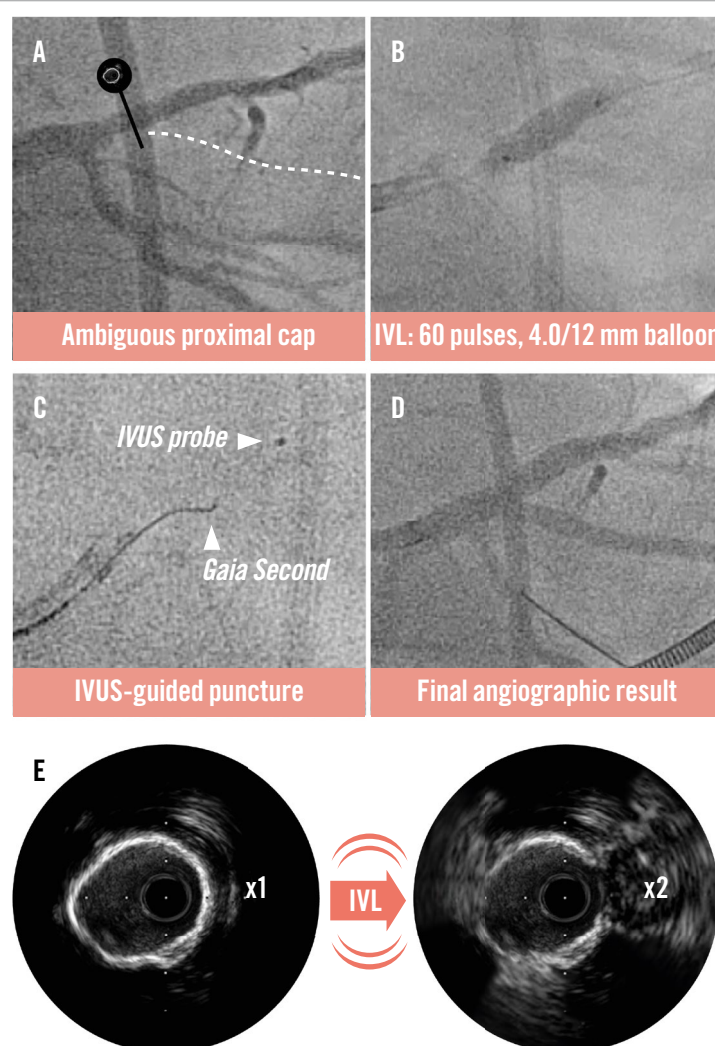 A
B
Ambiguous proximal cap
IVL: 60 pulses, 4.0/12 mm balloon
C
IVUS probe
Gaia Second
D
IVUS-guided puncture
Final angiographic result
E
x1
IVL
x2